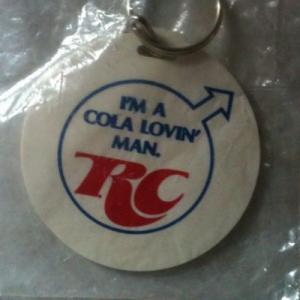 I'M A
COLA LOVIN'
MAN.
RC